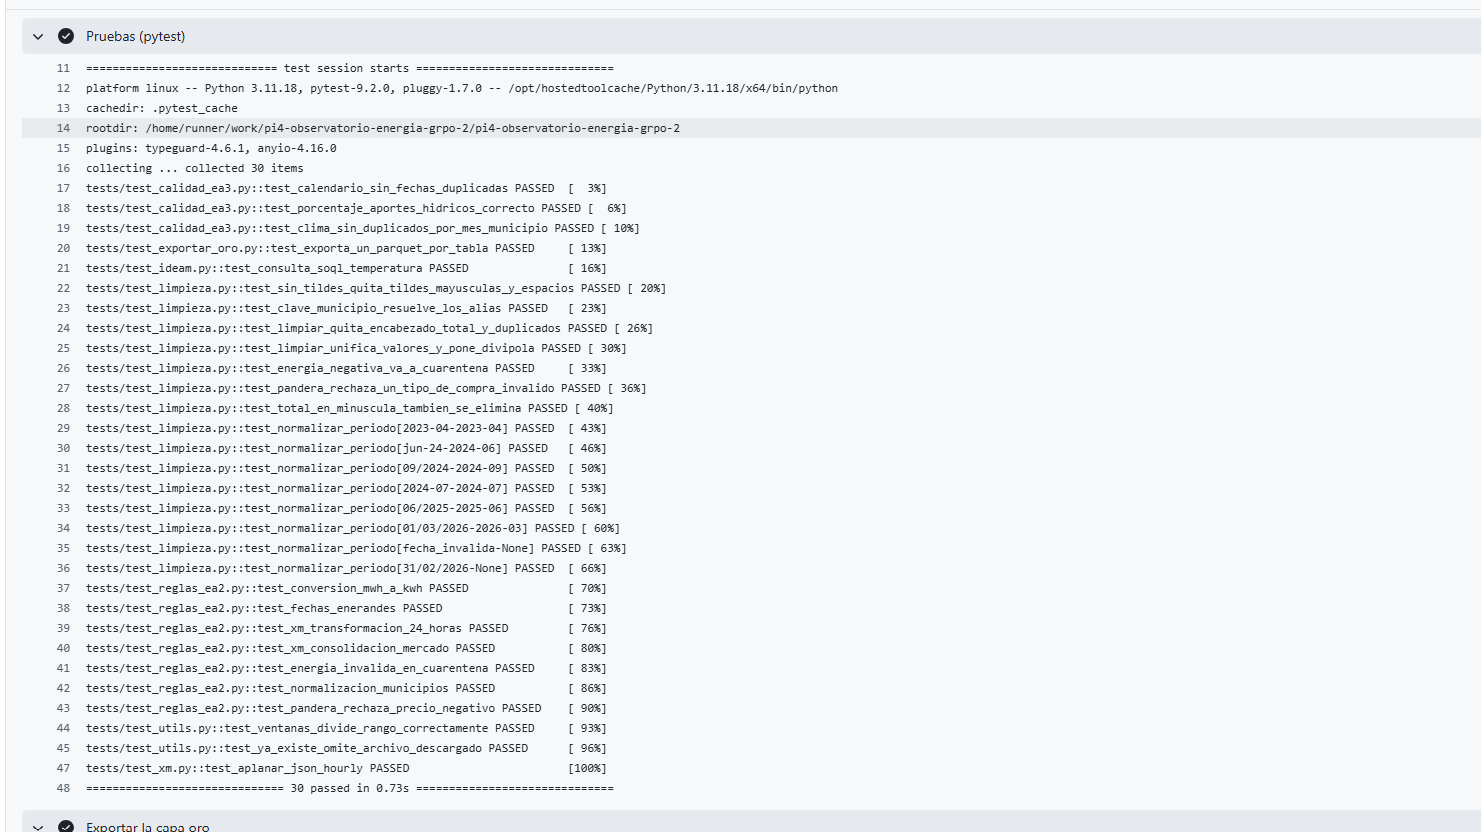 Pruebas (pytest)
11 ============================= test session starts ==============================
12 platform linux -- Python 3.11.18, pytest-9.2.0, pluggy-1.7.0 -- /opt/hostedtoolcache/Python/3.11.18/x64/bin/python
13 cachedir: .pytest_cache
14 rootdir: /home/runner/work/pi4-observatorio-energia-grpo-2/pi4-observatorio-energia-grpo-2
15 plugins: typeguard-4.6.1, anyio-4.16.0
16 collecting ... collected 30 items
17 tests/test_calidad_ea3.py::test_calendario_sin_fechas_duplicadas PASSED [ 3%]
18 tests/test_calidad_ea3.py::test_porcentaje_aportes_hidricos_correcto PASSED [ 6%]
19 tests/test_calidad_ea3.py::test_clima_sin_duplicados_por_mes_municipio PASSED [ 10%]
20 tests/test_exportar_oro.py::test_exporta_un_parquet_por_tabla PASSED [ 13%]
21 tests/test_ideam.py::test_consulta_soql_temperatura PASSED [ 16%]
22 tests/test_limpieza.py::test_sin_tildes_quita_tildes_mayusculas_y_espacios PASSED [ 20%]
23 tests/test_limpieza.py::test_clave_municipio_resuelve_los_alias PASSED [ 23%]
24 tests/test_limpieza.py::test_limpiar_quita_encabezado_total_y_duplicados PASSED [ 26%]
25 tests/test_limpieza.py::test_limpiar_unifica_valores_y_pone_divipola PASSED [ 30%]
26 tests/test_limpieza.py::test_energia_negativa_va_a_cuarentena PASSED [ 33%]
27 tests/test_limpieza.py::test_pandera_rechaza_un_tipo_de_compra_invalido PASSED [ 36%]
28 tests/test_limpieza.py::test_total_en_minuscula_tambien_se_elimina PASSED [ 40%]
29 tests/test_limpieza.py::test_normalizar_periodo[2023-04-2023-04] PASSED [ 43%]
30 tests/test_limpieza.py::test_normalizar_periodo[jun-24-2024-06] PASSED [ 46%]
31 tests/test_limpieza.py::test_normalizar_periodo[09/2024-2024-09] PASSED [ 50%]
32 tests/test_limpieza.py::test_normalizar_periodo[2024-07-2024-07] PASSED [ 53%]
33 tests/test_limpieza.py::test_normalizar_periodo[06/2025-2025-06] PASSED [ 56%]
34 tests/test_limpieza.py::test_normalizar_periodo[01/03/2026-2026-03] PASSED [ 60%]
35 tests/test_limpieza.py::test_normalizar_periodo[fecha_invalida-None] PASSED [ 63%]
36 tests/test_limpieza.py::test_normalizar_periodo[31/02/2026-None] PASSED [ 66%]
37 tests/test_reglas_ea2.py::test_conversion_mwh_a_kwh PASSED [ 70%]
38 tests/test_reglas_ea2.py::test_fechas_enerandes PASSED [ 73%]
39 tests/test_reglas_ea2.py::test_xm_transformacion_24_horas PASSED [ 76%]
40 tests/test_reglas_ea2.py::test_xm_consolidacion_mercado PASSED [ 80%]
41 tests/test_reglas_ea2.py::test_energia_invalida_en_cuarentena PASSED [ 83%]
42 tests/test_reglas_ea2.py::test_normalizacion_municipios PASSED [ 86%]
43 tests/test_reglas_ea2.py::test_pandera_rechaza_precio_negativo PASSED [ 90%]
44 tests/test_utils.py::test_ventanas_divide_rango_correctamente PASSED [ 93%]
45 tests/test_utils.py::test_ya_existe_omite_archivo_descargado PASSED [ 96%]
47 tests/test_xm.py::test_aplanar_json_hourly PASSED [100%]
48 ============================== 30 passed in 0.73s ==============================
Exportar la capa oro